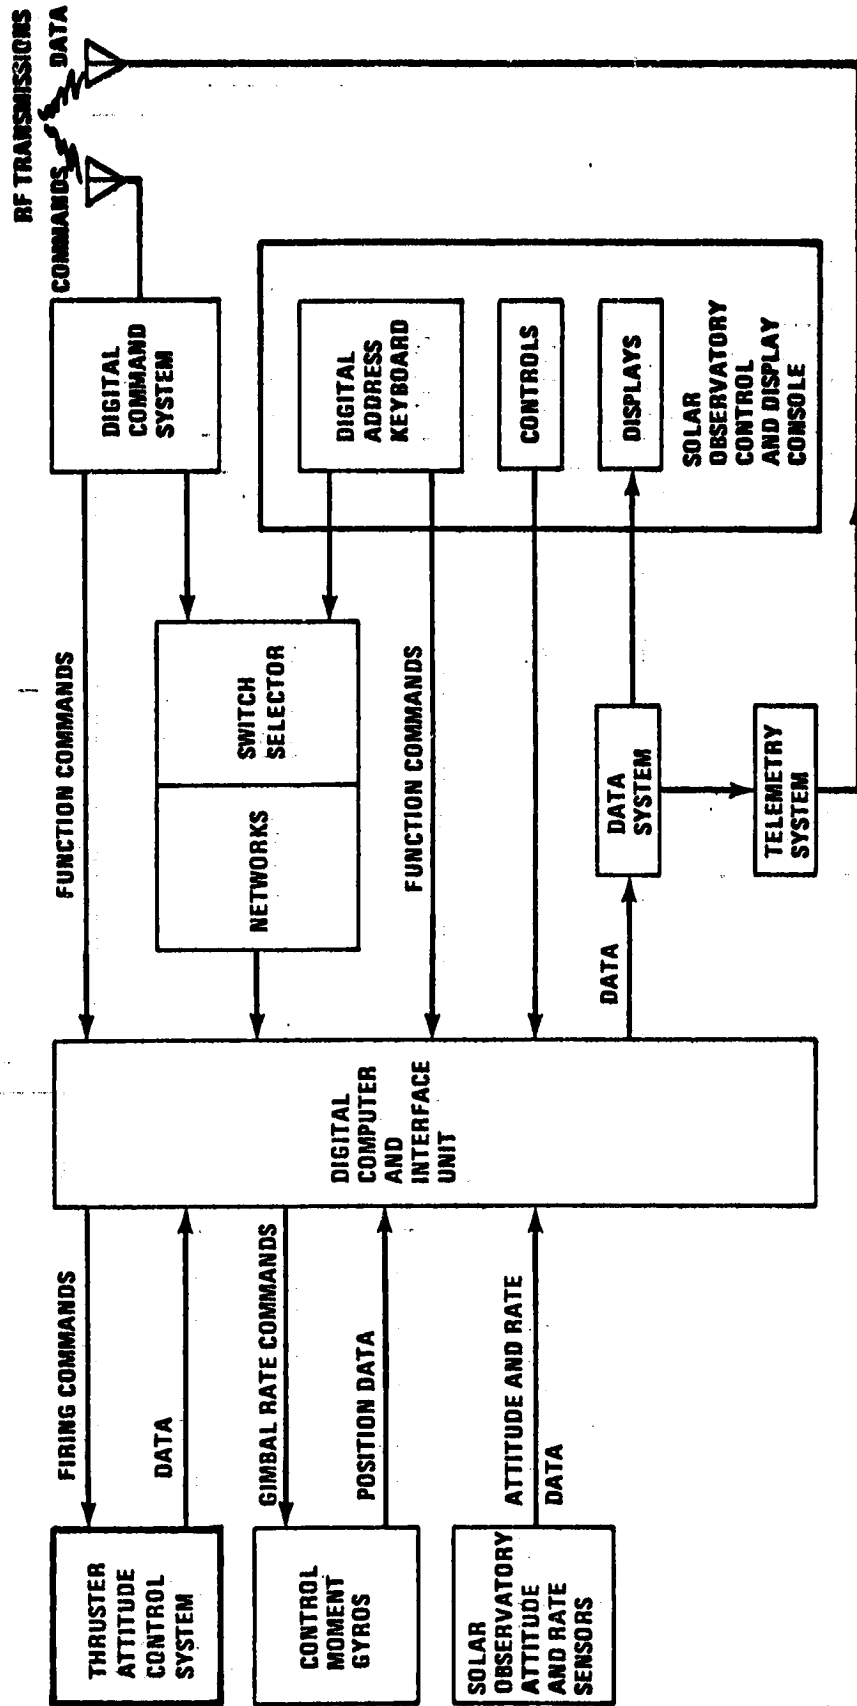 RF TRANSMISSIONS
COMMANDS
DATA
THRUSTER
ATTITUDE
CONTROL
SYSTEM
FIRING COMMANDS
DATA
CONTROL
MOMENT
GYROS
GIMBAL RATE COMMANDS
POSITION DATA
SOLAR
OBSERVATORY
ATTITUDE
AND RATE
SENSORS
ATTITUDE AND RATE
DATA
DIGITAL
COMPUTER
AND
INTERFACE
UNIT
FUNCTION COMMANDS
NETWORKS
SWITCH
SELECTOR
FUNCTION COMMANDS
DATA
DATA
SYSTEM
TELEMETRY
SYSTEM
DIGITAL
COMMAND
SYSTEM
DIGITAL
ADDRESS
KEYBOARD
CONTROLS
DISPLAYS
SOLAR
OBSERVATORY
CONTROL
AND DISPLAY
CONSOLE